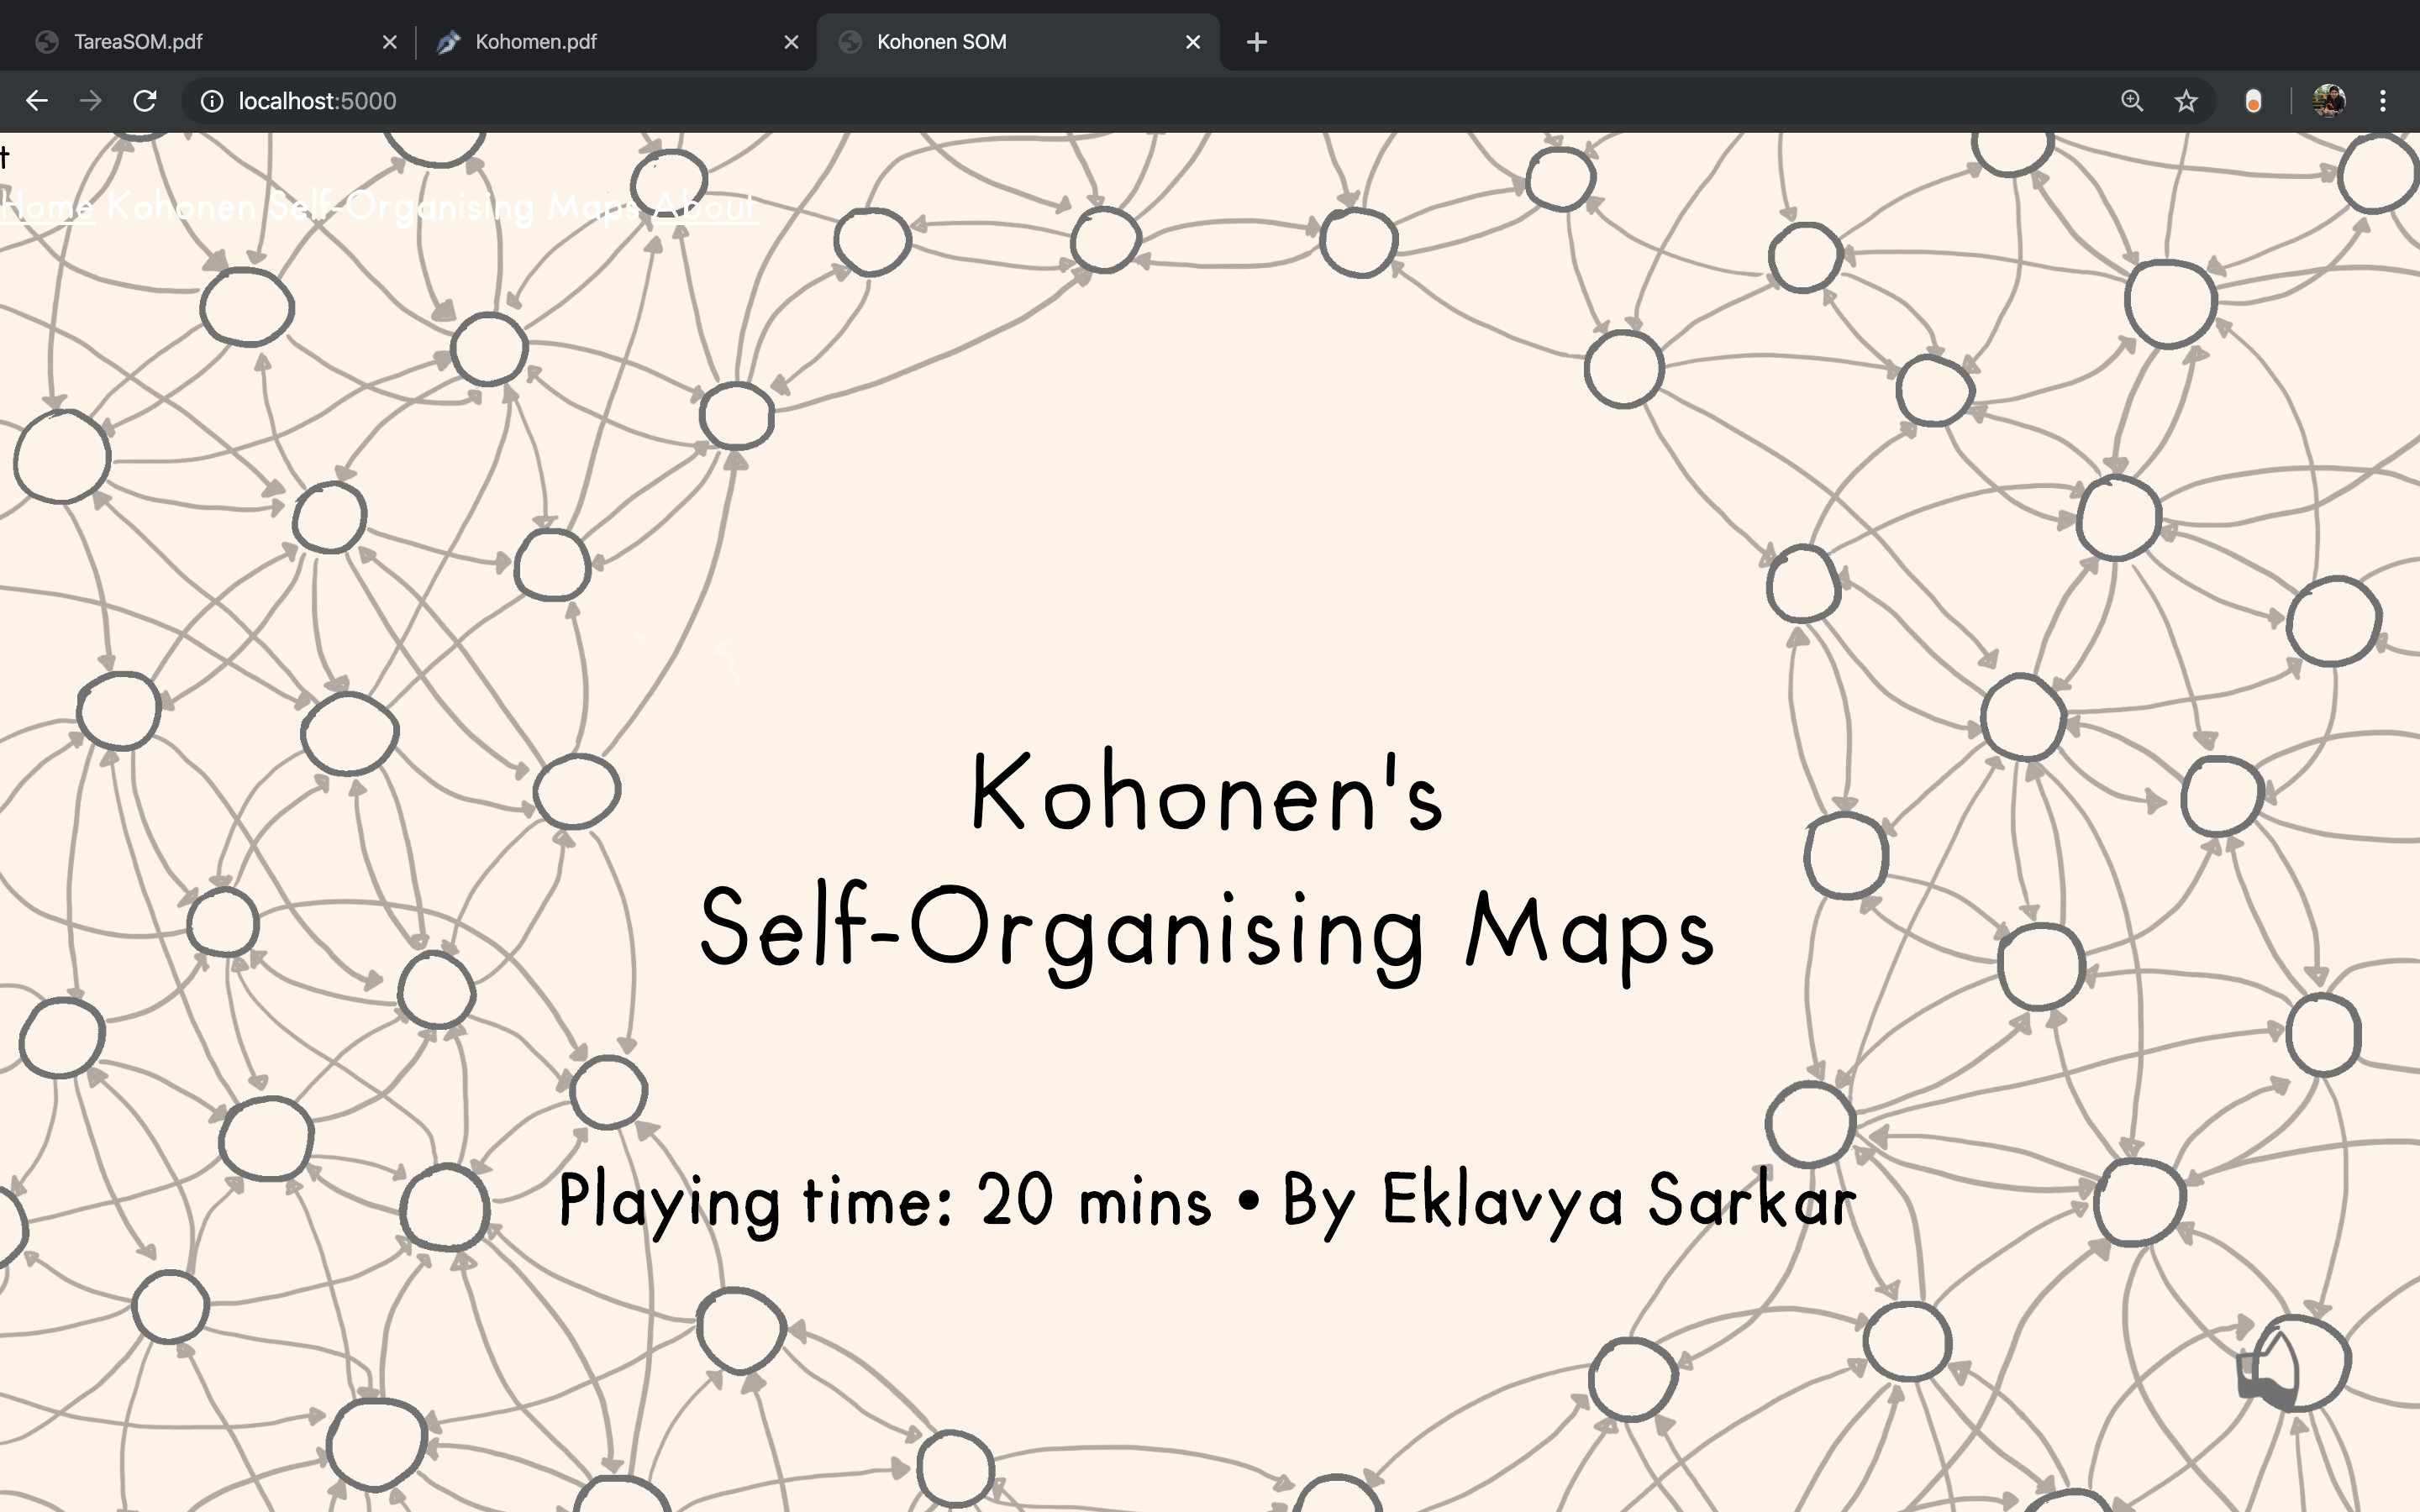 TareaSOM.pdf
Kohomen.pdf
Kohonen SOM
localhost:5000
t
Home Kohonen Self-Organising Maps About
Kohonen's
Self-Organising Maps
Playing time: 20 mins • By Eklavya Sarkar